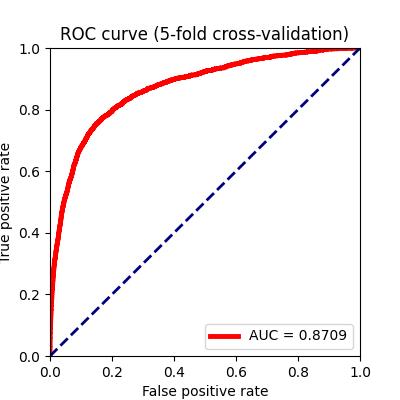 ROC curve (5-fold cross-validation)
True positive rate
1.0
0.8
0.6
0.4
0.2
0.0
AUC = 0.8709
0.0 0.2 0.4 0.6 0.8 1.0
False positive rate